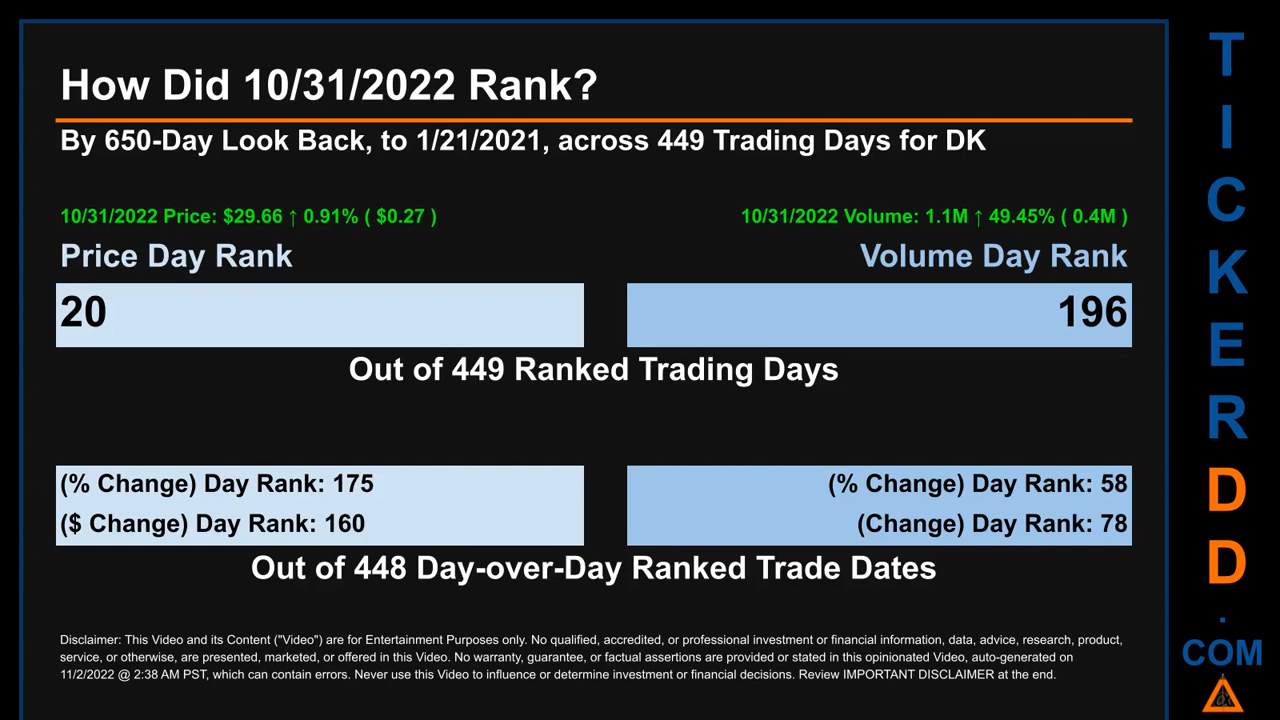 How Did 10/31/2022 Rank?
By 650-Day Look Back, to 1/21/2021, across 449 Trading Days for DK
10/31/2022 Price: $29.66 ↑ 0.91% ( $0.27 )
10/31/2022 Volume: 1.1M ↑ 49.45% ( 0.4M )
Price Day Rank
Volume Day Rank
20
196
Out of 449 Ranked Trading Days
(% Change) Day Rank: 175
($ Change) Day Rank: 160
(% Change) Day Rank: 58
(Change) Day Rank: 78
Out of 448 Day-over-Day Ranked Trade Dates
Disclaimer: This Video and its Content ("Video") are for Entertainment Purposes only. No qualified, accredited, or professional investment or financial information, data, advice, research, product,
service, or otherwise, are presented, marketed, or offered in this Video. No warranty, guarantee, or factual assertions are provided or stated in this opinionated Video, auto-generated on
11/2/2022 @ 2:38 AM PST, which can contain errors. Never use this Video to influence or determine investment or financial decisions. Review IMPORTANT DISCLAIMER at the end.
T
I
C
K
E
R
D
D
.
COM